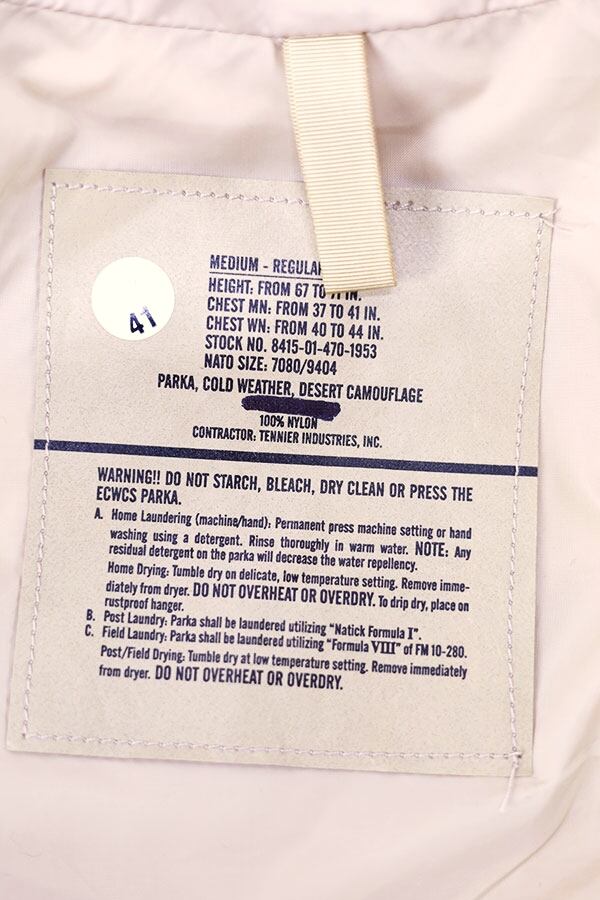 41
MEDIUM - REGULAR
HEIGHT: FROM 67 TO 71 IN.
CHEST MN: FROM 37 TO 41 IN.
CHEST WN: FROM 40 TO 44 IN.
STOCK NO. 8415-01-470-1953
NATO SIZE: 7080/9404
PARKA, COLD WEATHER, DESERT CAMOUFLAGE
100% NYLON
CONTRACTOR: TENNIER INDUSTRIES, INC.
WARNING!! DO NOT STARCH, BLEACH, DRY CLEAN OR PRESS THE
ECWCS PARKA.
A. Home Laundering (machine/hand): Permanent press machine setting or hand
washing using a detergent. Rinse thoroughly in warm water. NOTE: Any
residual detergent on the parka will decrease the water repellency.
Home Drying: Tumble dry on delicate, low temperature setting. Remove imme-
diately from dryer. DO NOT OVERHEAT OR OVERDRY. To drip dry, place on
rustproof hanger.
B. Post Laundry: Parka shall be laundered utilizing "Natick Formula I".
C. Field Laundry: Parka shall be laundered utilizing "Formula VIII" of FM 10-280.
Post/Field Drying: Tumble dry at low temperature setting. Remove immediately
from dryer. DO NOT OVERHEAT OR OVERDRY.